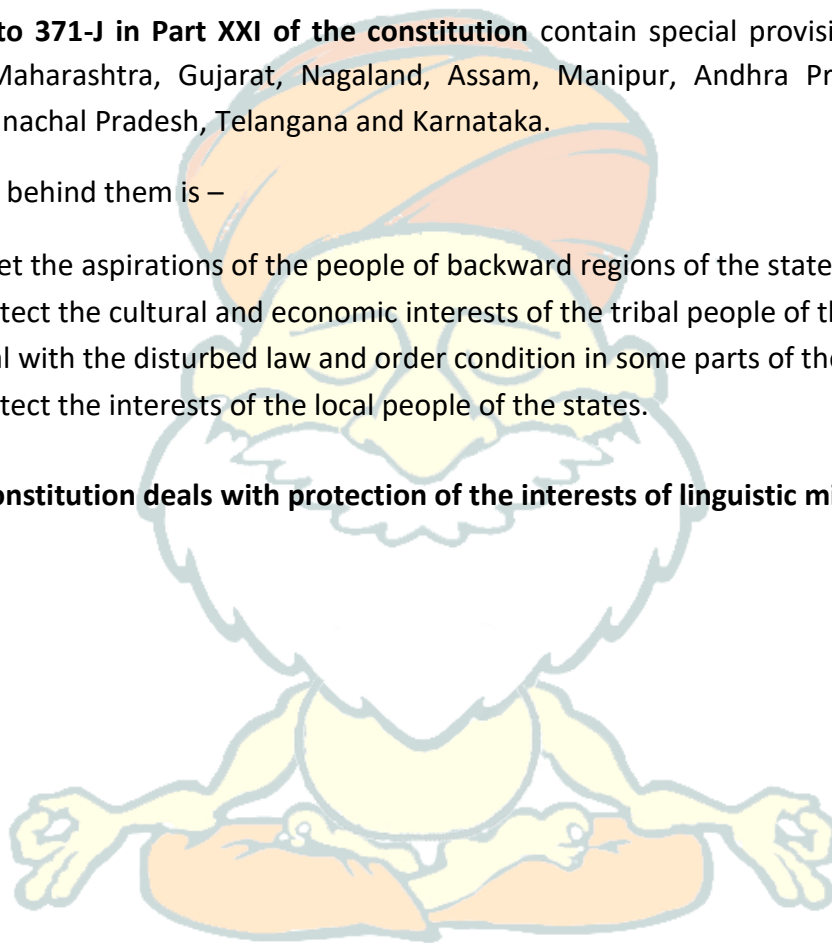 to 371-J in Part XXI of the constitution contain special provisi
Maharashtra, Gujarat, Nagaland, Assam, Manipur, Andhra Pr
nachal Pradesh, Telangana and Karnataka.
behind them is –
et the aspirations of the people of backward regions of the state
tect the cultural and economic interests of the tribal people of th
l with the disturbed law and order condition in some parts of the
tect the interests of the local people of the states.
onstitution deals with protection of the interests of linguistic mi